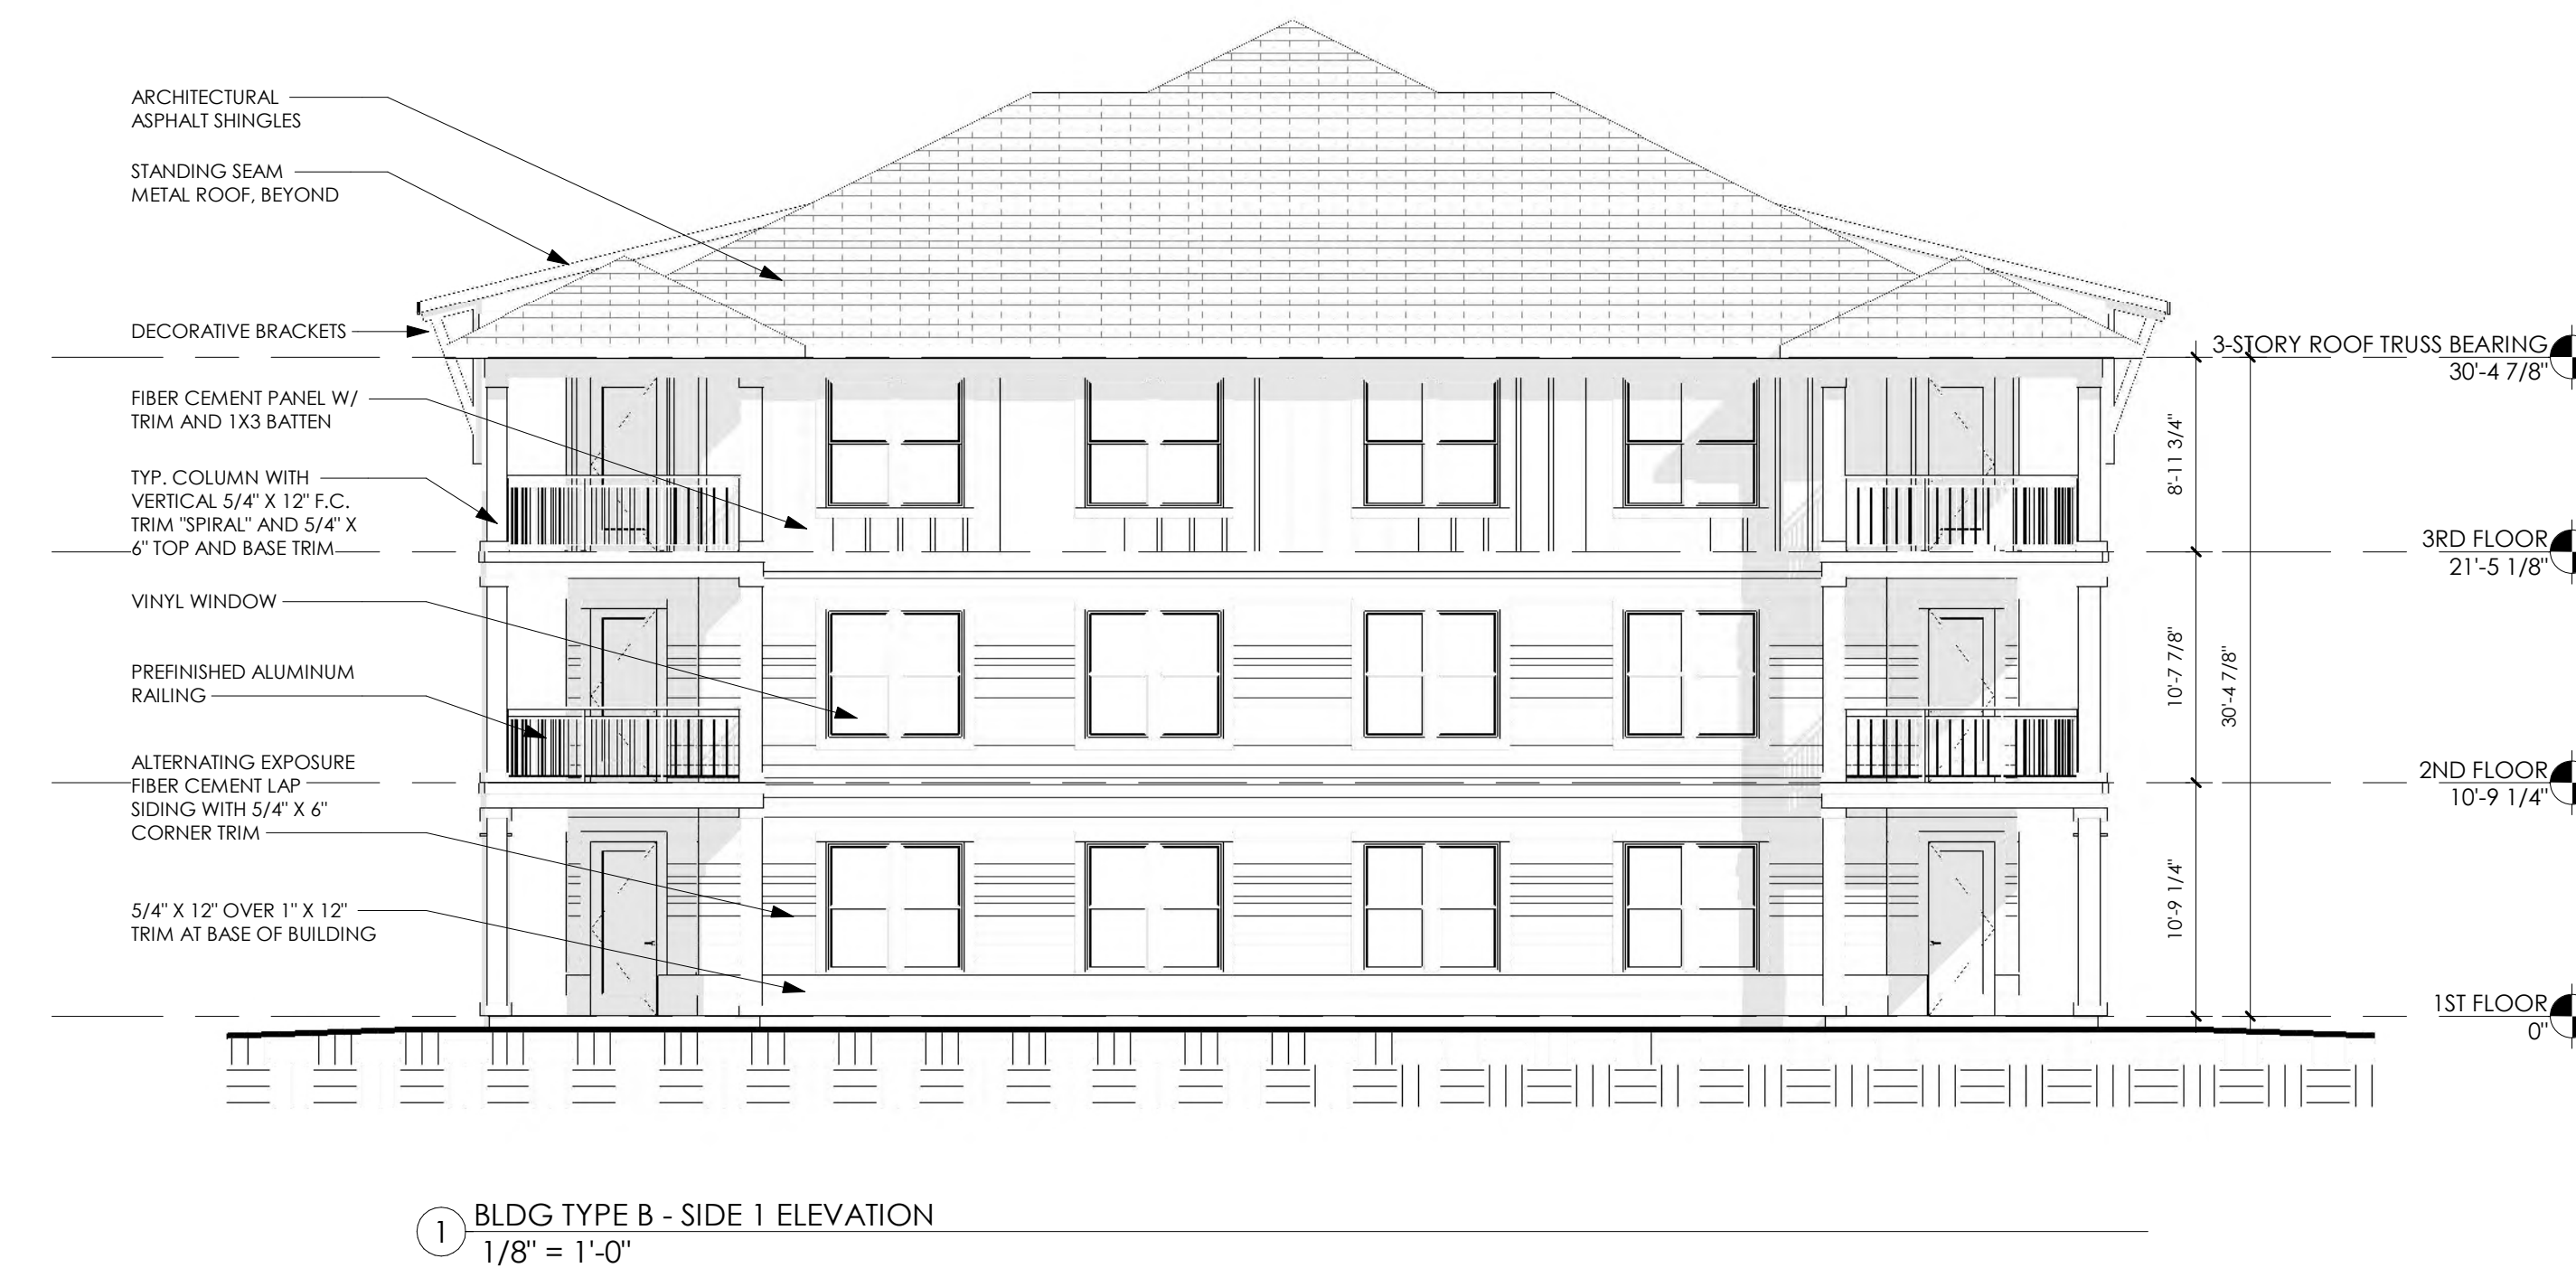 ARCHITECTURAL
ASPHALT SHINGLES
STANDING SEAM
METAL ROOF, BEYOND
DECORATIVE BRACKETS
FIBER CEMENT PANEL W/
TRIM AND 1X3 BATTEN
TYP. COLUMN WITH
VERTICAL 5/4" X 12" F.C.
TRIM "SPIRAL" AND 5/4" X
6" TOP AND BASE TRIM
VINYL WINDOW
PREFINISHED ALUMINUM
RAILING
ALTERNATING EXPOSURE
FIBER CEMENT LAP
SIDING WITH 5/4" X 6"
CORNER TRIM
5/4" X 12" OVER 1" X 12"
TRIM AT BASE OF BUILDING
3-STORY ROOF TRUSS BEARING
30'-4 7/8"
8'-11 3/4"
3RD FLOOR
21'-5 1/8"
10'-7 7/8"
30'-4 7/8"
2ND FLOOR
10'-9 1/4"
10'-9 1/4"
1ST FLOOR
0"
1
BLDG TYPE B - SIDE 1 ELEVATION
1/8" = 1'-0"